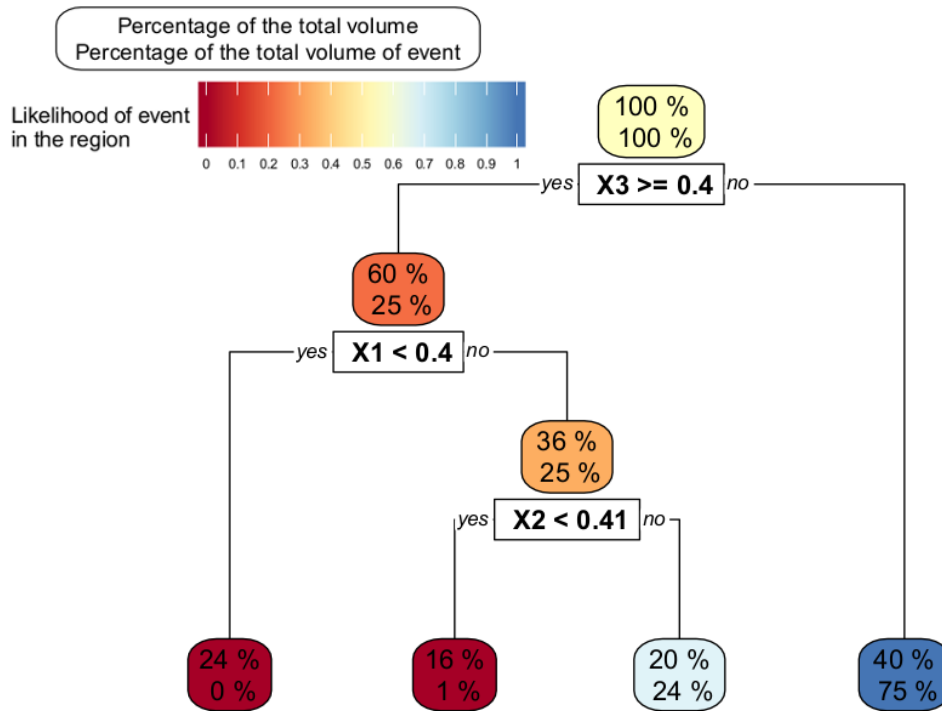 Percentage of the total volume
Percentage of the total volume of event
Likelihood of event
in the region
0 0.1 0.2 0.3 0.4 0.5 0.6 0.7 0.8 0.9 1
100 %
100 %
yes X3 >= 0.4 no
60 %
25 %
yes X1 < 0.4 no
36 %
25 %
yes X2 < 0.41 no
24 %
0 %
16 %
1 %
20 %
24 %
40 %
75 %